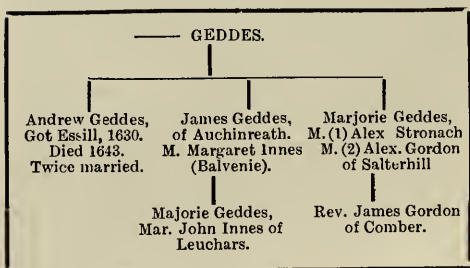 —— GEDDES.
Andrew Geddes,
Got Essill, 1630.
Died 1643.
Twice married.
James Geddes,
of Auchinreath.
M. Margaret Innes
(Balvenie).
Marjorie Geddes,
M. (1) Alex Stronach
M. (2) Alex. Gordon
of Salterhill
Majorie Geddes,
Mar. John Innes of
Leuchars.
Rev. James Gordon
of Comber.